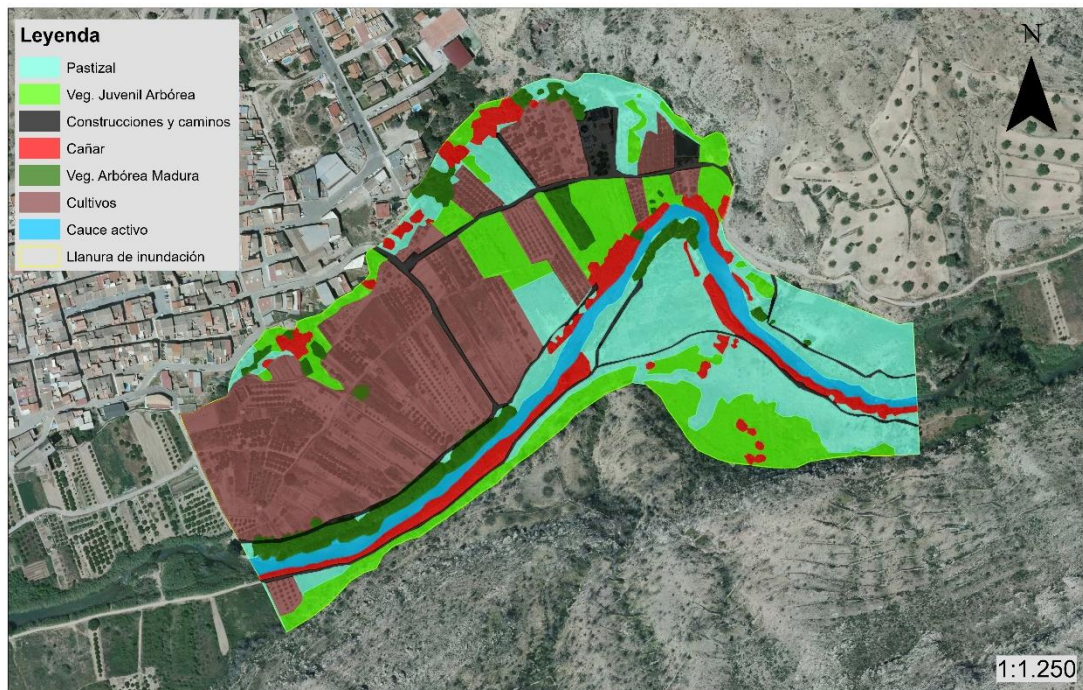 Leyenda
Pastizal
Veg. Juvenil Arbórea
Construcciones y caminos
Cañar
Veg. Arbórea Madura
Cultivos
Cauce activo
Llanura de inundación
N
1:1.250